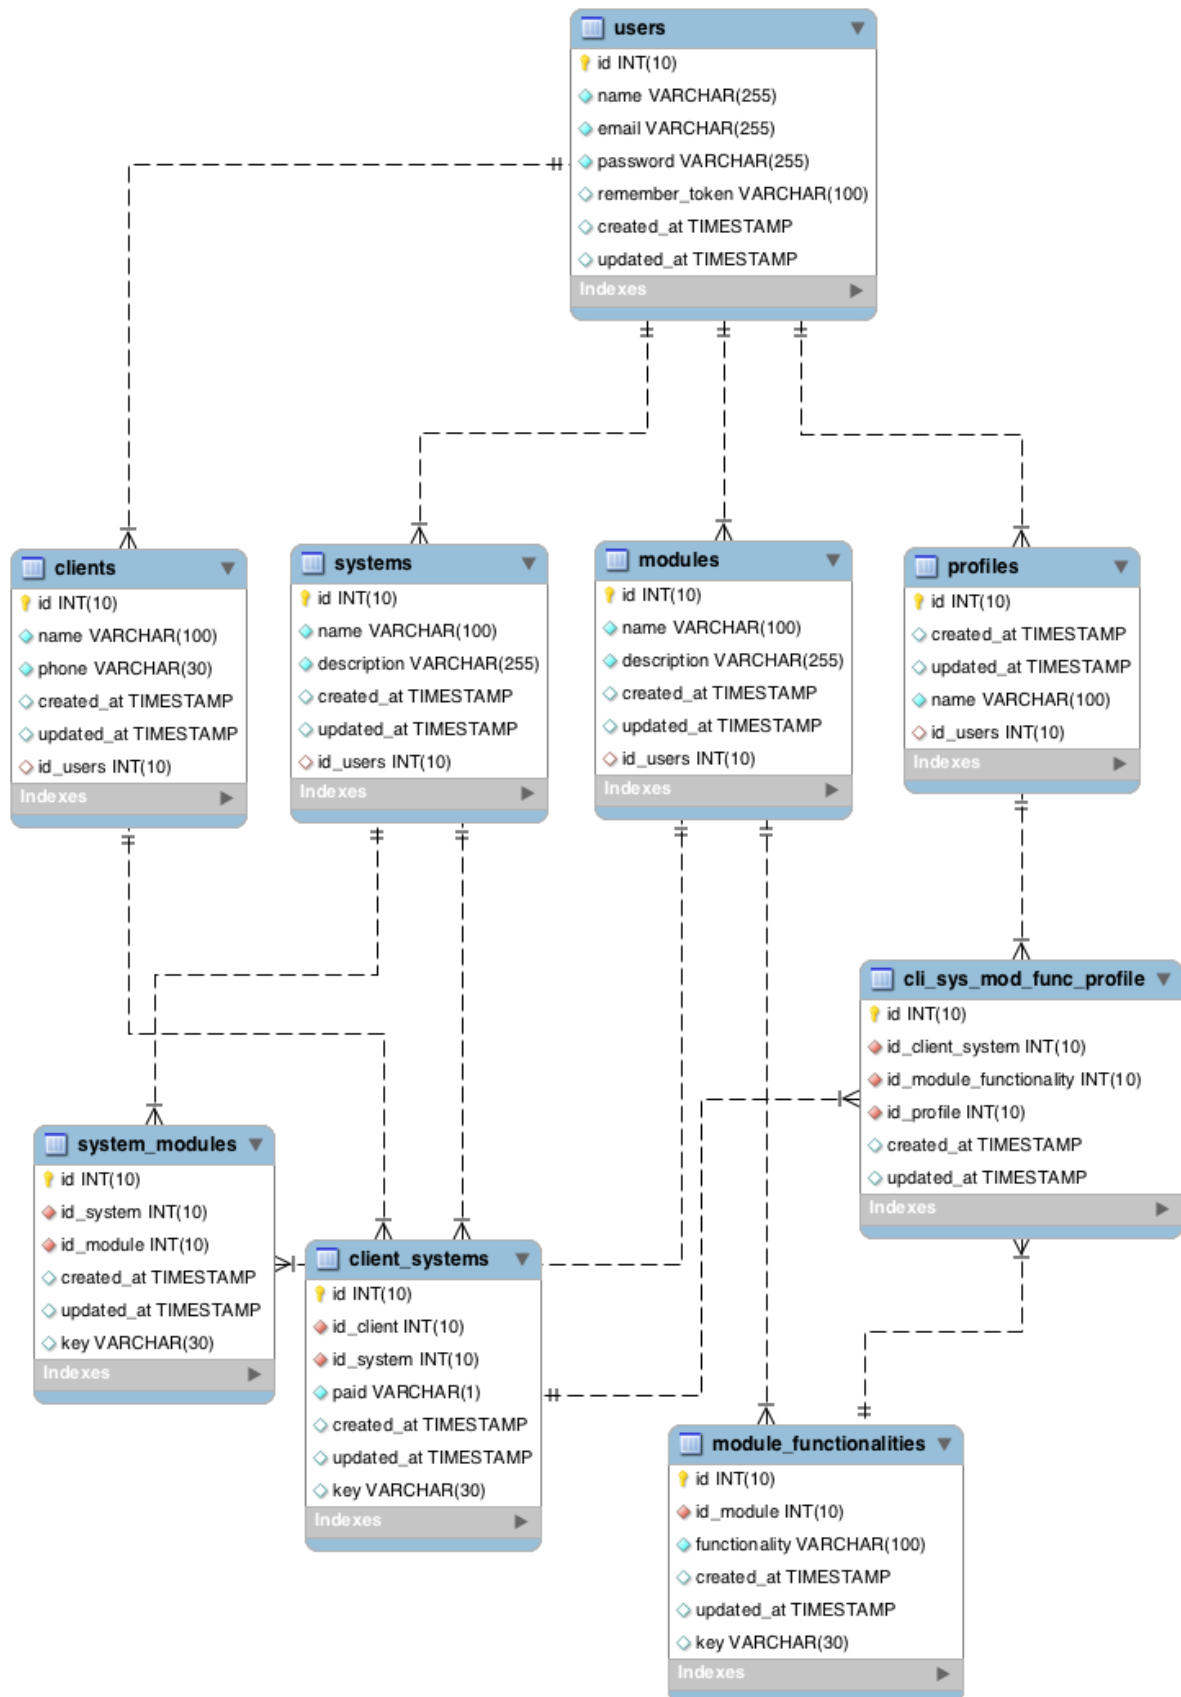 users
id INT(10)
name VARCHAR(255)
email VARCHAR(255)
password VARCHAR(255)
remember_token VARCHAR(100)
created_at TIMESTAMP
updated_at TIMESTAMP
Indexes
clients
id INT(10)
name VARCHAR(100)
phone VARCHAR(30)
created_at TIMESTAMP
updated_at TIMESTAMP
id_users INT(10)
Indexes
systems
id INT(10)
name VARCHAR(100)
description VARCHAR(255)
created_at TIMESTAMP
updated_at TIMESTAMP
id_users INT(10)
Indexes
modules
id INT(10)
name VARCHAR(100)
description VARCHAR(255)
created_at TIMESTAMP
updated_at TIMESTAMP
id_users INT(10)
Indexes
profiles
id INT(10)
created_at TIMESTAMP
updated_at TIMESTAMP
name VARCHAR(100)
id_users INT(10)
Indexes
cli_sys_mod_func_profile
id INT(10)
id_client_system INT(10)
id_module_functionality INT(10)
id_profile INT(10)
created_at TIMESTAMP
updated_at TIMESTAMP
Indexes
system_modules
id INT(10)
id_system INT(10)
id_module INT(10)
created_at TIMESTAMP
updated_at TIMESTAMP
key VARCHAR(30)
Indexes
client_systems
id INT(10)
id_client INT(10)
id_system INT(10)
paid VARCHAR(1)
created_at TIMESTAMP
updated_at TIMESTAMP
key VARCHAR(30)
Indexes
module_functionalities
id INT(10)
id_module INT(10)
functionality VARCHAR(100)
created_at TIMESTAMP
updated_at TIMESTAMP
key VARCHAR(30)
Indexes